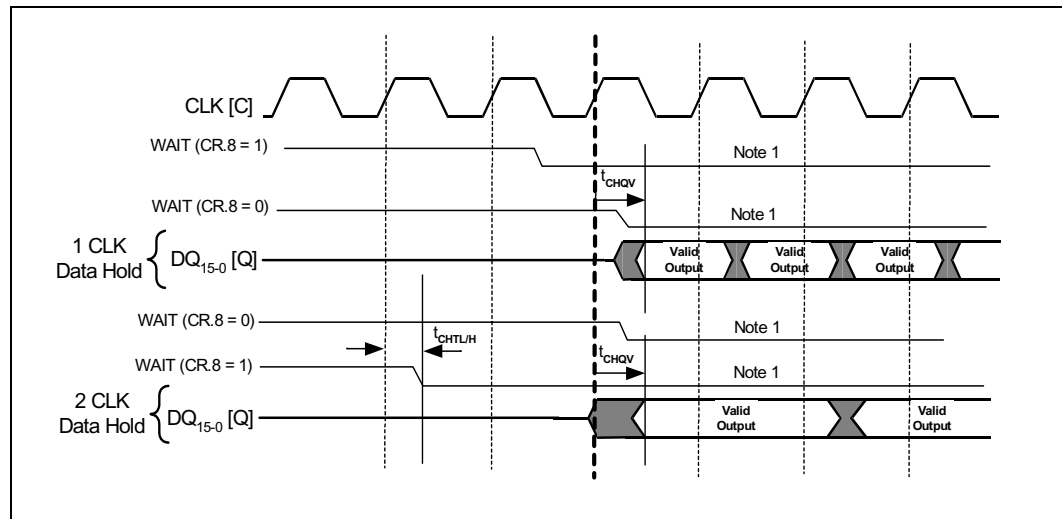 CLK [C]
WAIT (CR.8 = 1)
Note 1
tCHQV
WAIT (CR.8 = 0)
Note 1
1 CLK
Data Hold
DQ15-0 [Q]
Valid
Output
Valid
Output
Valid
Output
WAIT (CR.8 = 0)
tCHTL/H
Note 1
tCHQV
WAIT (CR.8 = 1)
Note 1
2 CLK
Data Hold
DQ15-0 [Q]
Valid
Output
Valid
Output